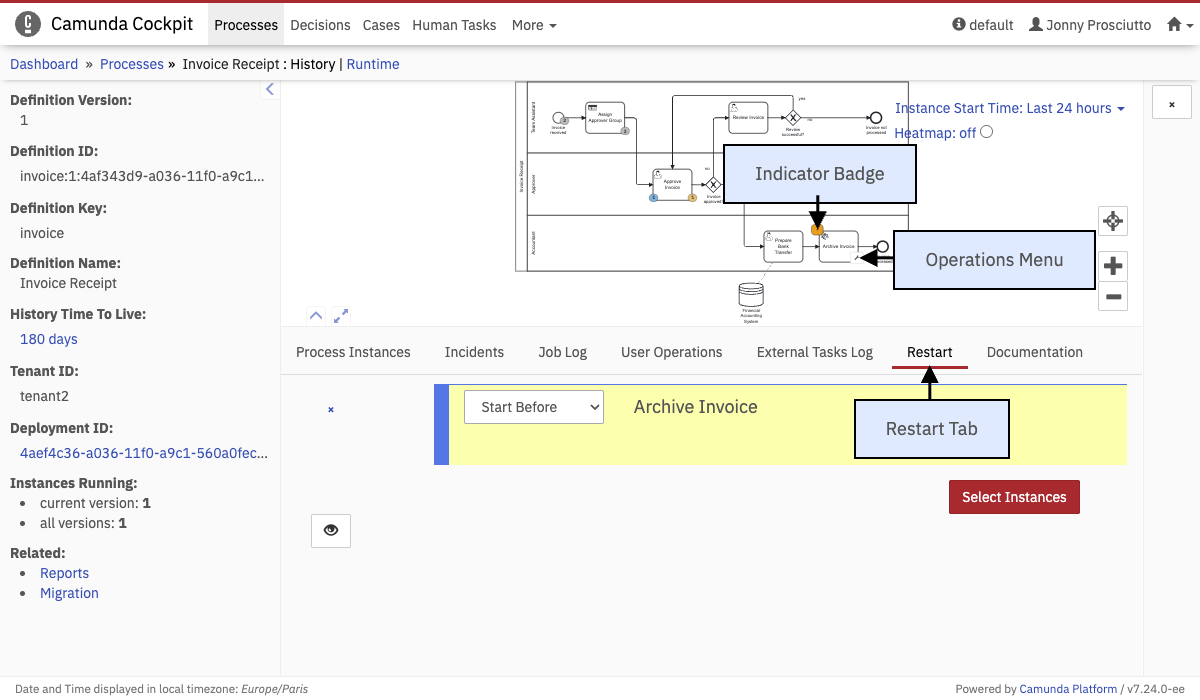 Camunda Cockpit Processes Decisions Cases Human Tasks More default Jonny Prosciutto
Dashboard » Processes » Invoice Receipt : History | Runtime
Definition Version:
1
Definition ID:
invoice:1:4af343d9-a036-11f0-a9c1...
Definition Key:
invoice
Definition Name:
Invoice Receipt
History Time To Live:
180 days
Tenant ID:
tenant2
Deployment ID:
4aef4c36-a036-11f0-a9c1-560a0fec...
Instances Running:
current version: 1
all versions: 1
Related:
Reports
Migration
Instance Start Time: Last 24 hours
Heatmap: off
Invoice Receipt
Team Assistant
Approver
Accountant
Invoice
received
Assign
Approver Group
Review Invoice
yes
Review
successful?
no
Invoice not
processed
Approve
Invoice
no
Invoice
approved?
Prepare
Bank
Transfer
Archive Invoice
Financial
Accounting
System
Indicator Badge
Operations Menu
Process Instances Incidents Job Log User Operations External Tasks Log Restart Documentation
× Start Before Archive Invoice
Restart Tab
Select Instances
Date and Time displayed in local timezone: Europe/Paris
Powered by Camunda Platform / v7.24.0-ee